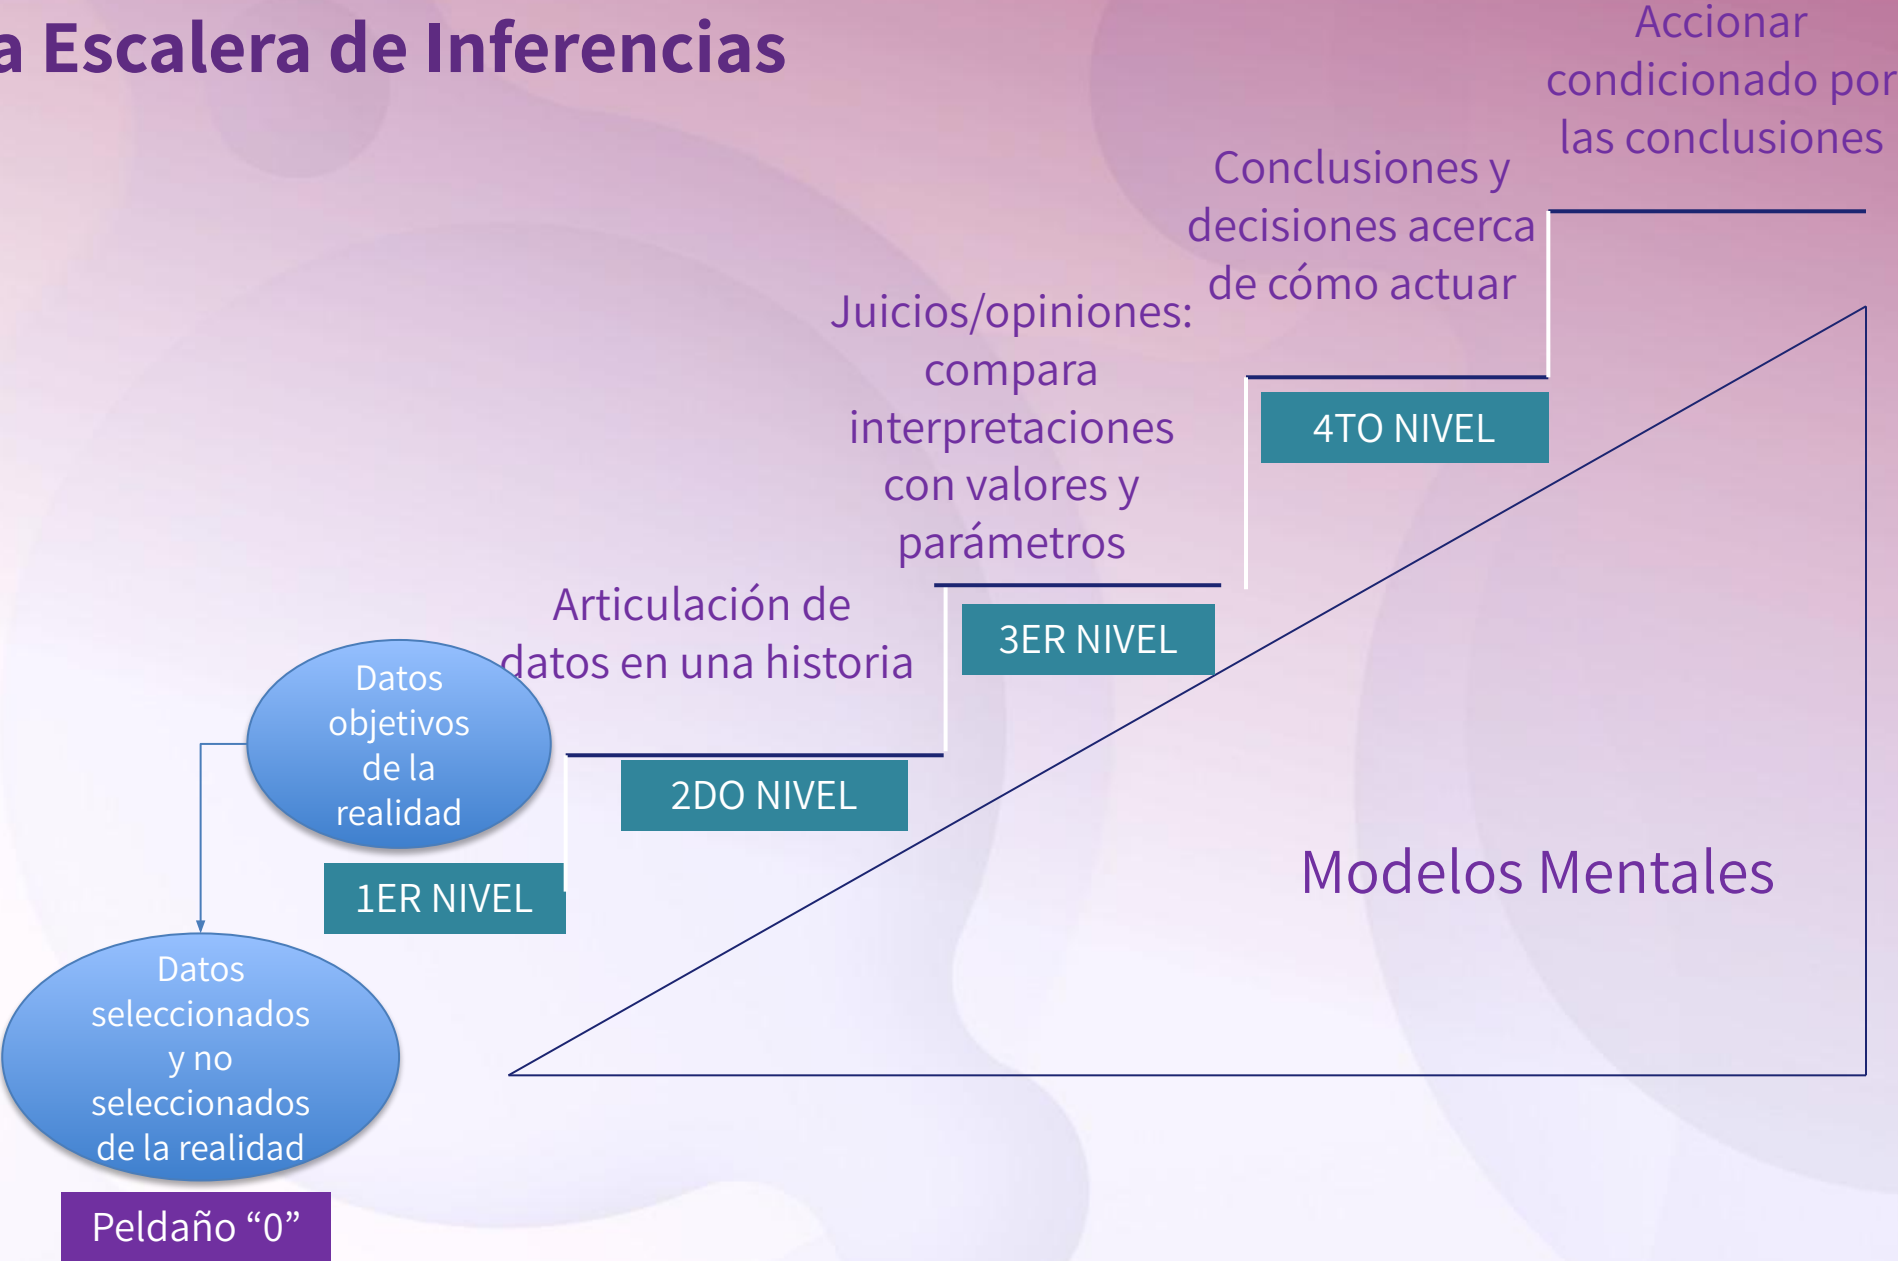 a Escalera de Inferencias
Accionar
condicionado por
las conclusiones
Conclusiones y
decisiones acerca
de cómo actuar
4TO NIVEL
Juicios/opiniones:
compara
interpretaciones
con valores y
parámetros
3ER NIVEL
Articulación de
datos en una historia
2DO NIVEL
Datos
objetivos
de la
realidad
1ER NIVEL
Modelos Mentales
Datos
seleccionados
y no
seleccionados
de la realidad
Peldaño “0”